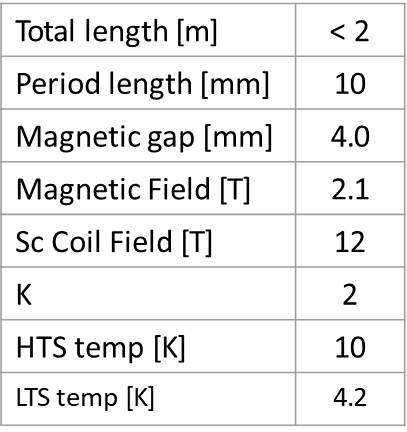 Total length [m] < 2
Period length [mm] 10
Magnetic gap [mm] 4.0
Magnetic Field [T] 2.1
Sc Coil Field [T] 12
K 2
HTS temp [K] 10
LTS temp [K] 4.2